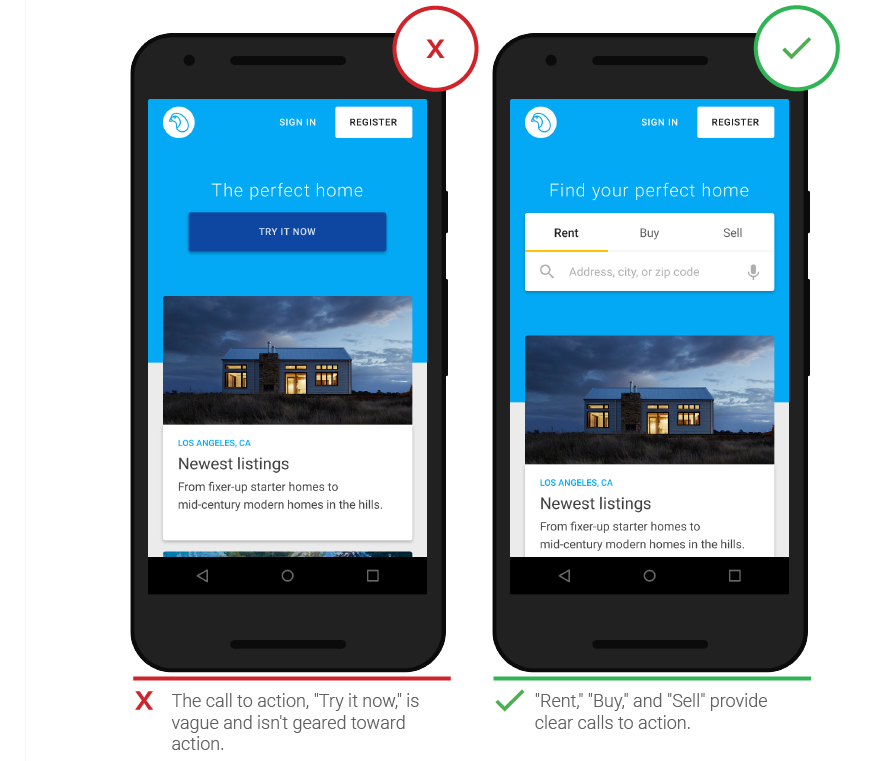 X
SIGN IN
REGISTER
The perfect home
TRY IT NOW
LOS ANGELES, CA
Newest listings
From fixer-up starter homes to
mid-century modern homes in the hills.
X The call to action, "Try it now," is
vague and isn't geared toward
action.
SIGN IN
REGISTER
Find your perfect home
Rent
Buy
Sell
Address, city, or zip code
LOS ANGELES, CA
Newest listings
From fixer-up starter homes to
mid-century modern homes in the hills.
"Rent," "Buy," and "Sell" provide
clear calls to action.